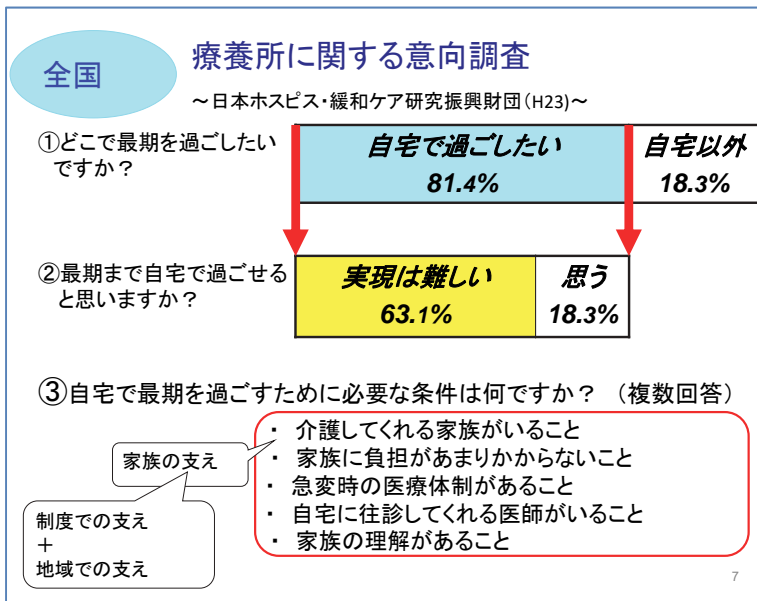 全国
療養所に関する意向調査
～日本ホスピス・緩和ケア研究振興財団（H23)～
①どこで最期を過ごしたい
ですか？
自宅で過ごしたい
81.4%
自宅以外
18.3%
②最期まで自宅で過ごせる
と思いますか？
実現は難しい
63.1%
思う
18.3%
③自宅で最期を過ごすために必要な条件は何ですか？ （複数回答）
・ 介護してくれる家族がいること
・ 家族に負担があまりかからないこと
・ 急変時の医療体制があること
・ 自宅に往診してくれる医師がいること
・ 家族の理解があること
家族の支え
制度での支え
＋
地域での支え
7